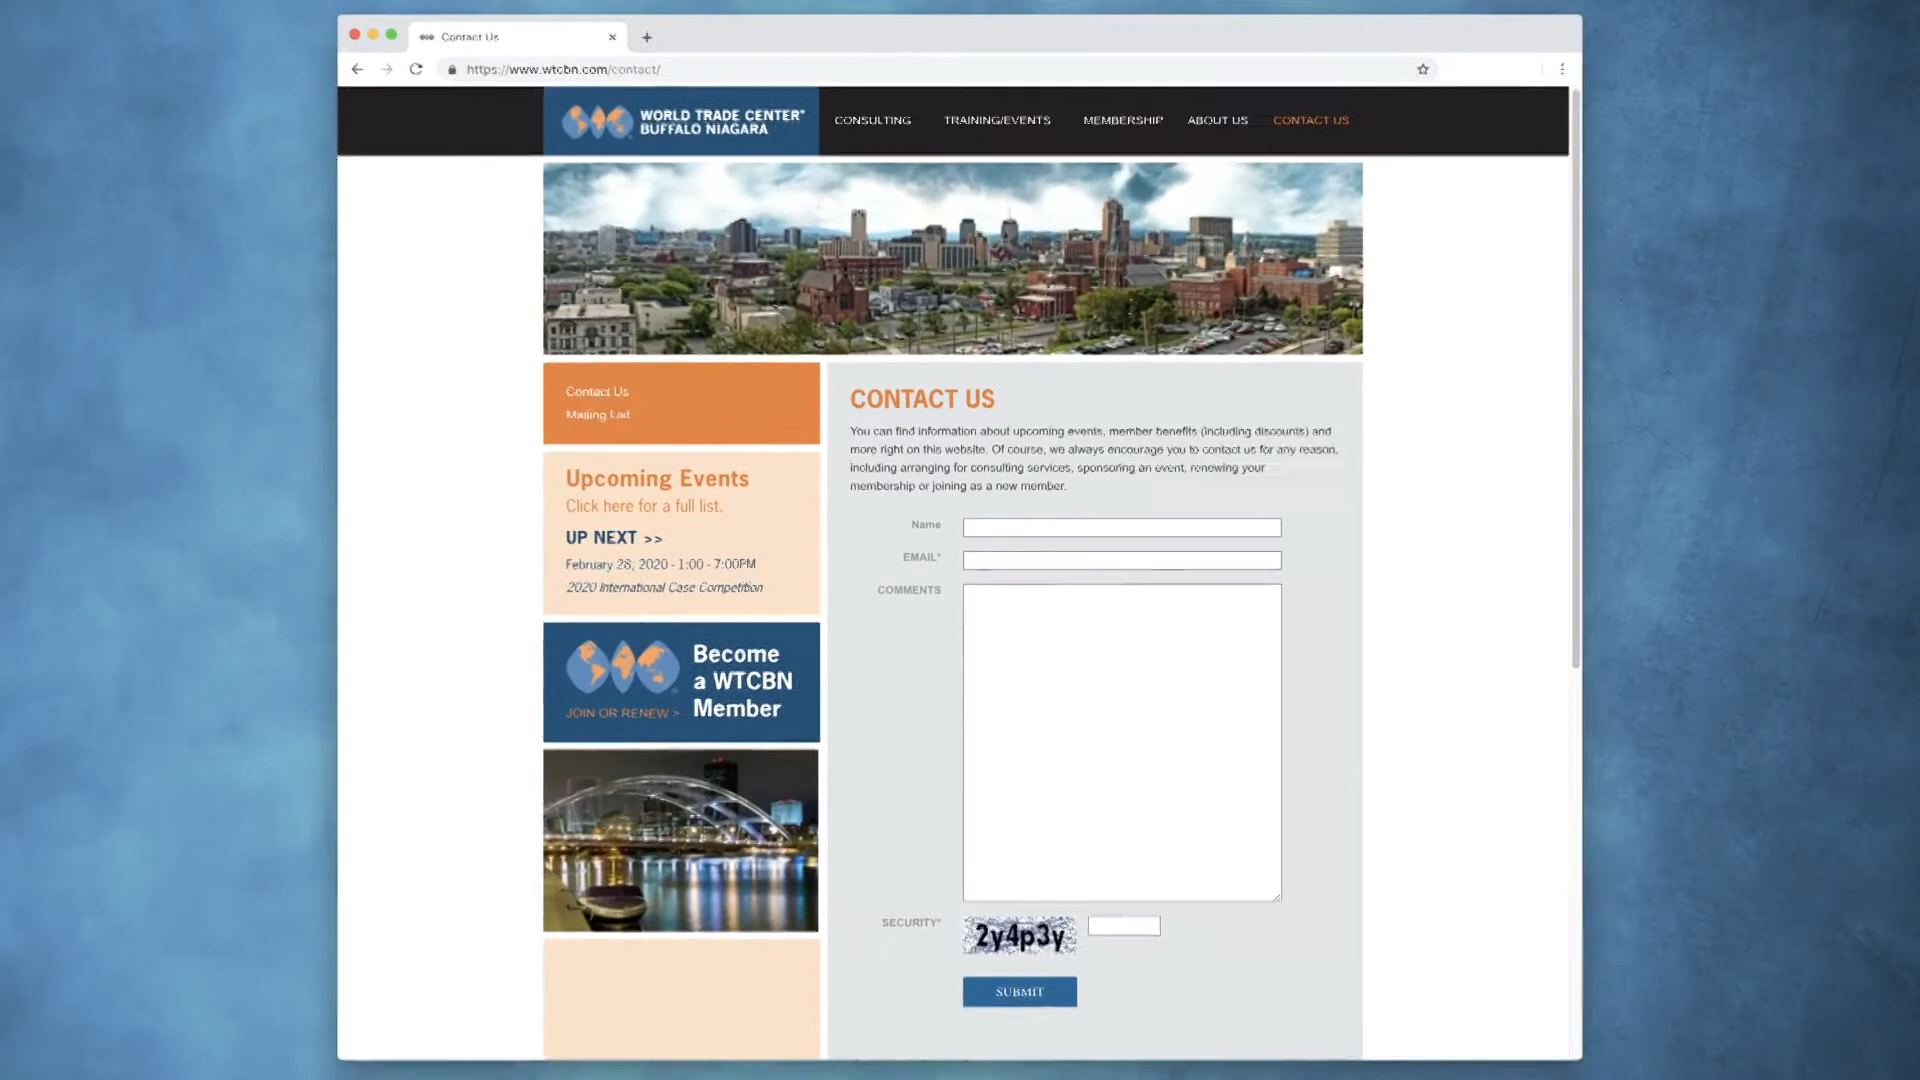 Contact Us
https://www.wtcbn.com/contact/
WORLD TRADE CENTER
BUFFALO NIAGARA
CONSULTING
TRAINING/EVENTS
MEMBERSHIP
ABOUT US
CONTACT US
Contact Us
Mailing List
Upcoming Events
Click here for a full list.
UP NEXT >>
February 28, 2020 - 1:00 - 7:00PM
2020 International Case Competition
Become
a WTCBN
Member
JOIN OR RENEW >
CONTACT US
You can find information about upcoming events, member benefits (including discounts) and
more right on this website. Of course, we always encourage you to contact us for any reason,
including arranging for consulting services, sponsoring an event, renewing your
membership or joining as a new member.
Name
EMAIL*
COMMENTS
SECURITY*
2y4p3y
SUBMIT